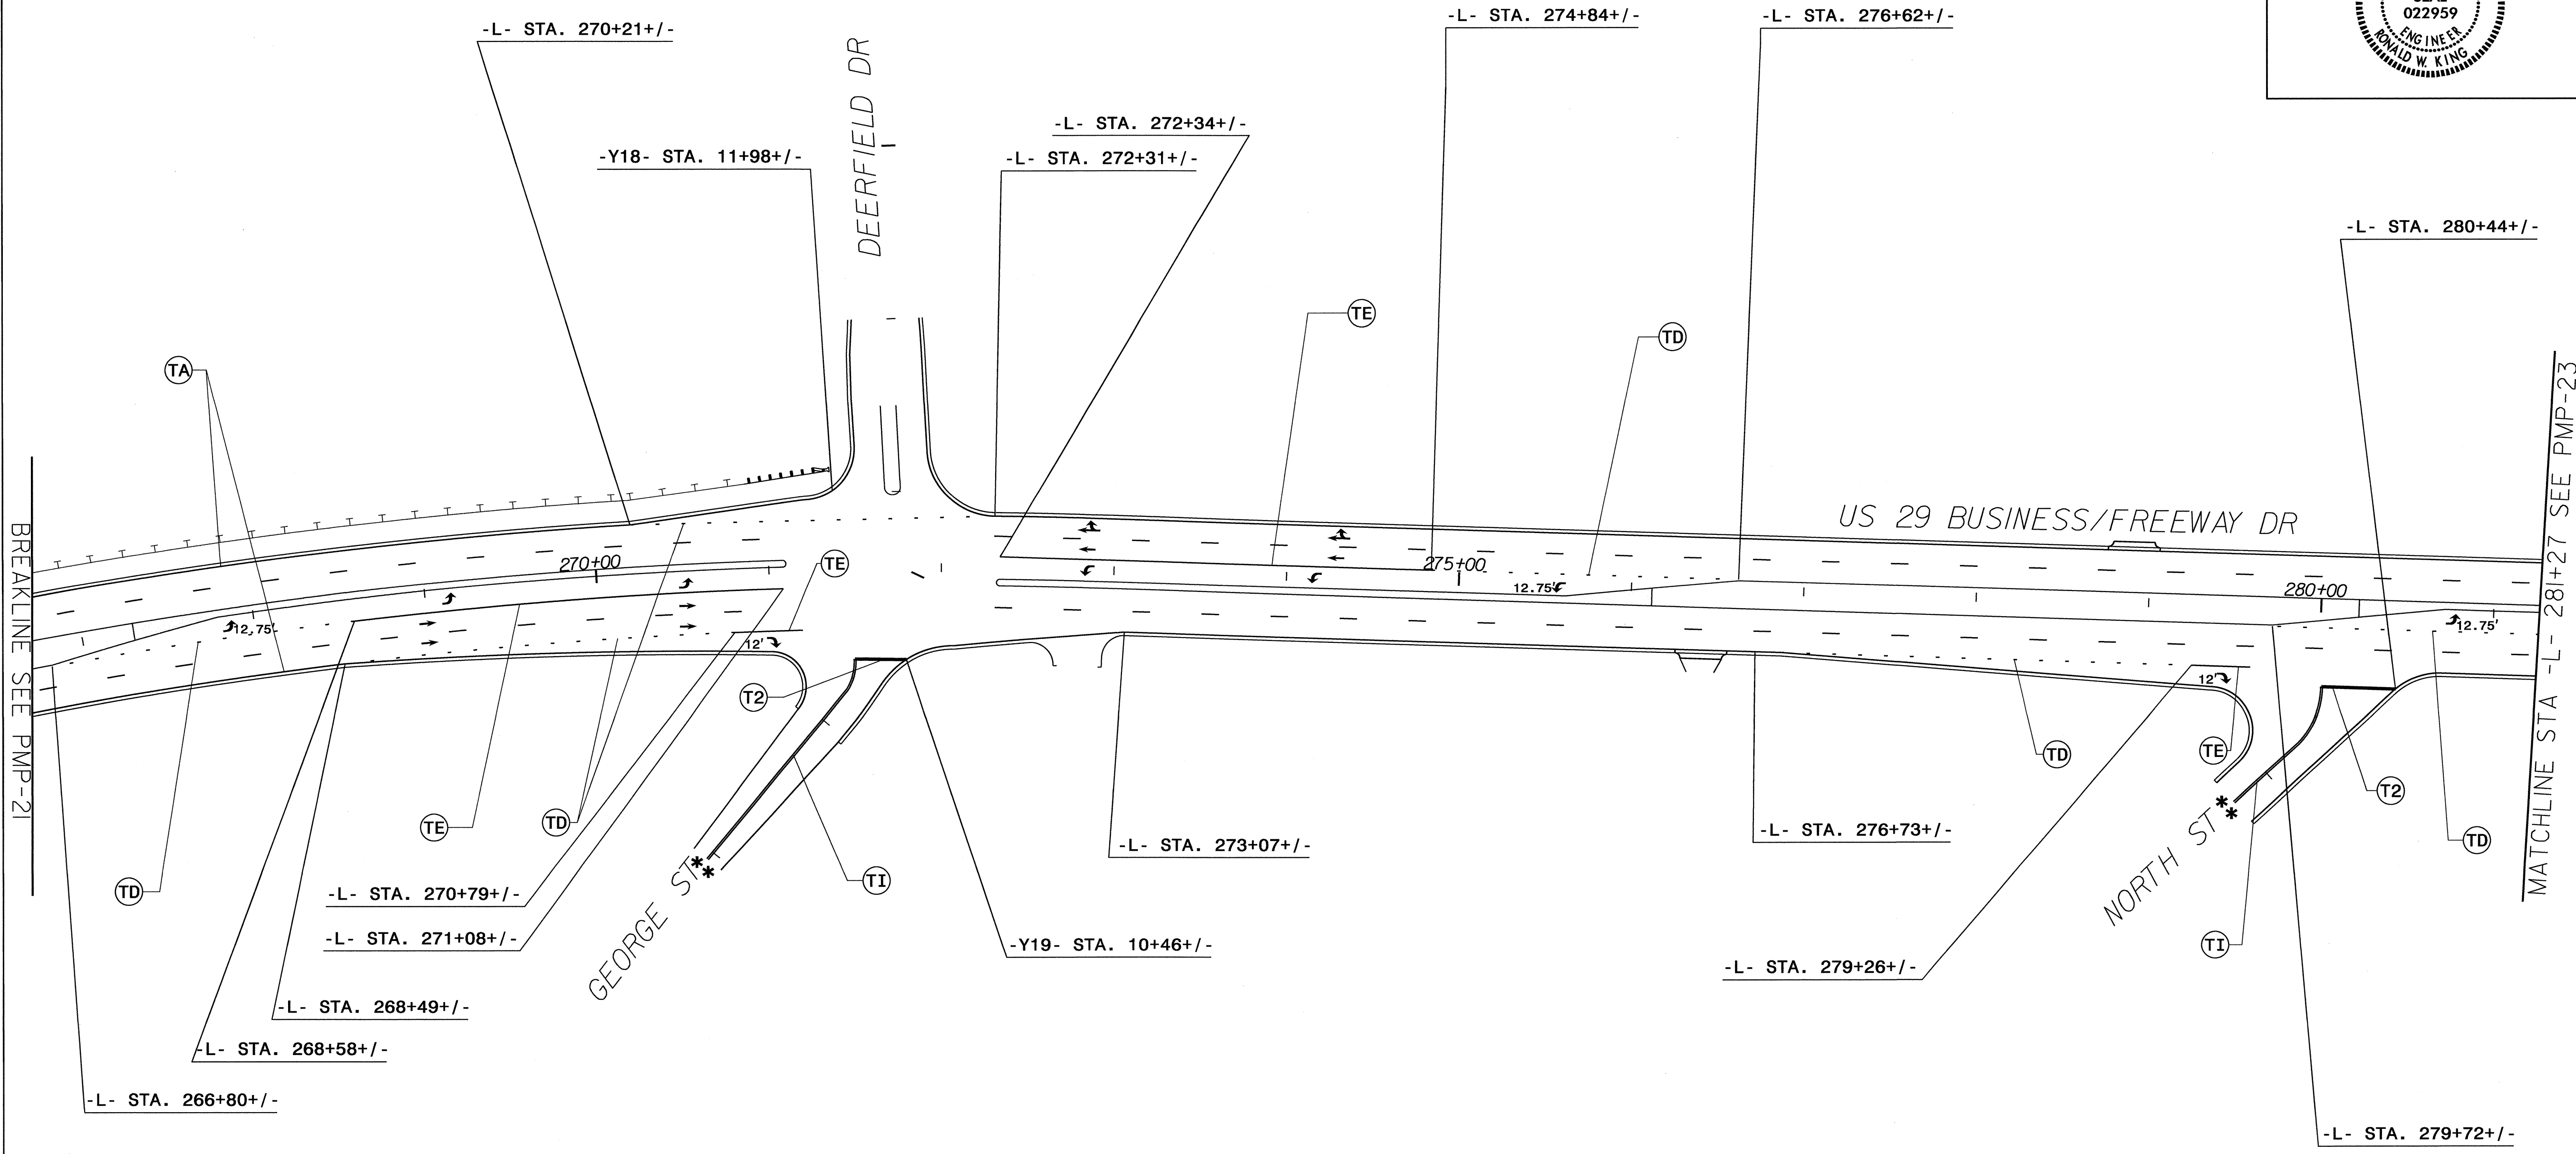 -L- STA. 270+21+/-
-L- STA. 274+84+/-
-L- STA. 276+62+/-
022959
ENGINEER
RONALD W. KING
DEERFIELD DR
-L- STA. 272+34+/-
-Y18- STA. 11+98+/-
-L- STA. 272+31+/-
-L- STA. 280+44+/-
TE
TD
TA
US 29 BUSINESS/FREEWAY DR
BREAKLINE SEE PMP-21
MATCHLINE STA -L- 281+27 SEE PMP-23
270+00
TE
275+00
12.75'
280+00
12.75'
12.75'
12'
12'
T2
TE
TD
T2
TE
TD
TD
TI
TD
-L- STA. 273+07+/-
-L- STA. 276+73+/-
TD
-L- STA. 270+79+/-
-L- STA. 271+08+/-
GEORGE ST **
NORTH ST **
TI
-Y19- STA. 10+46+/-
-L- STA. 279+26+/-
-L- STA. 268+49+/-
-L- STA. 268+58+/-
-L- STA. 266+80+/-
-L- STA. 279+72+/-